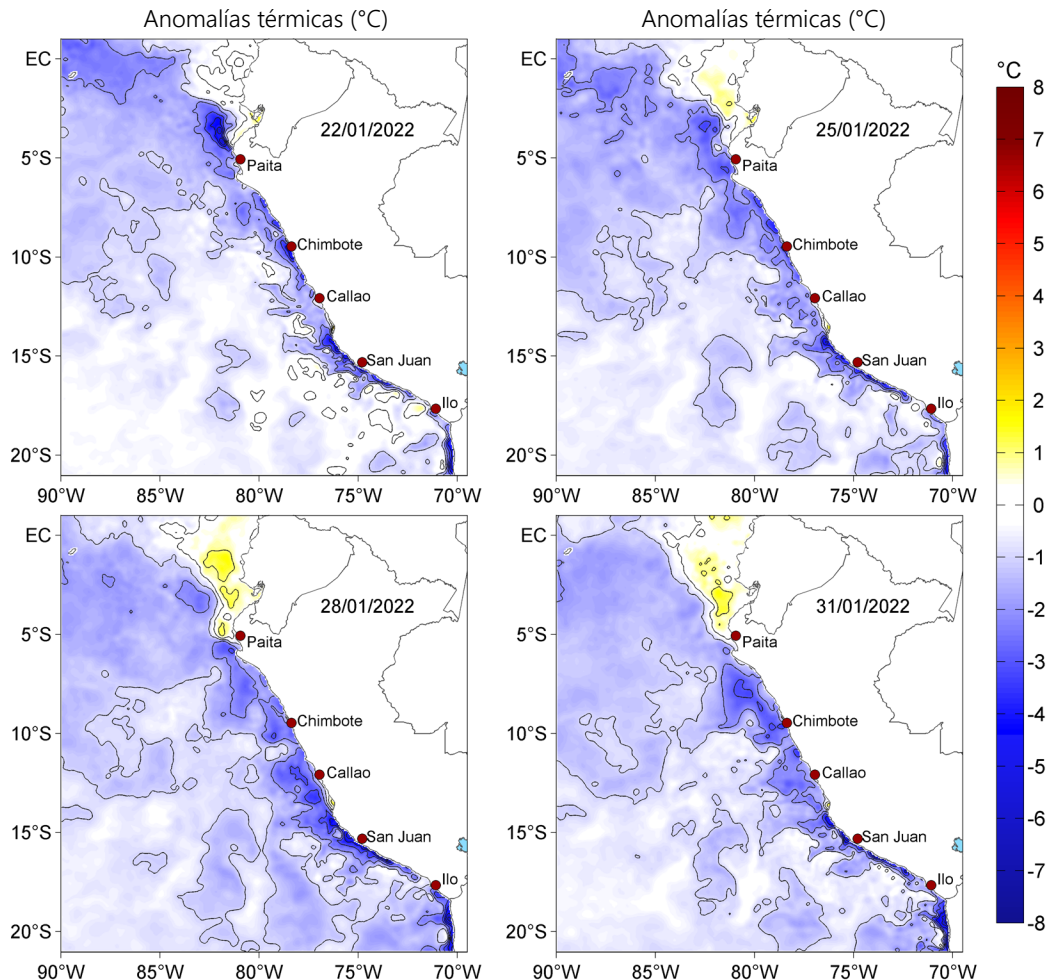 Anomalías térmicas (°C)
Anomalías térmicas (°C)
EC
5°S
10°S
15°S
20°S
90°W
85°W
80°W
75°W
70°W
22/01/2022
Paita
Chimbote
Callao
San Juan
Ilo
EC
5°S
10°S
15°S
20°S
90°W
85°W
80°W
75°W
70°W
25/01/2022
Paita
Chimbote
Callao
San Juan
Ilo
EC
5°S
10°S
15°S
20°S
90°W
85°W
80°W
75°W
70°W
28/01/2022
Paita
Chimbote
Callao
San Juan
Ilo
EC
5°S
10°S
15°S
20°S
90°W
85°W
80°W
75°W
70°W
31/01/2022
Paita
Chimbote
Callao
San Juan
Ilo
°C
8
7
6
5
4
3
2
1
0
-1
-2
-3
-4
-5
-6
-7
-8